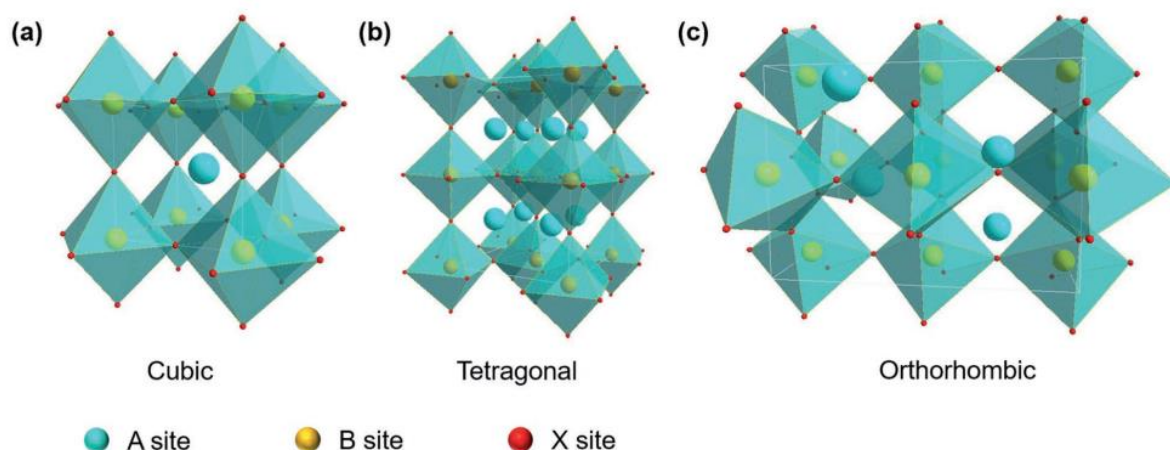 (a)
(b)
(c)
Cubic
Tetragonal
Orthorhombic
A site
B site
X site